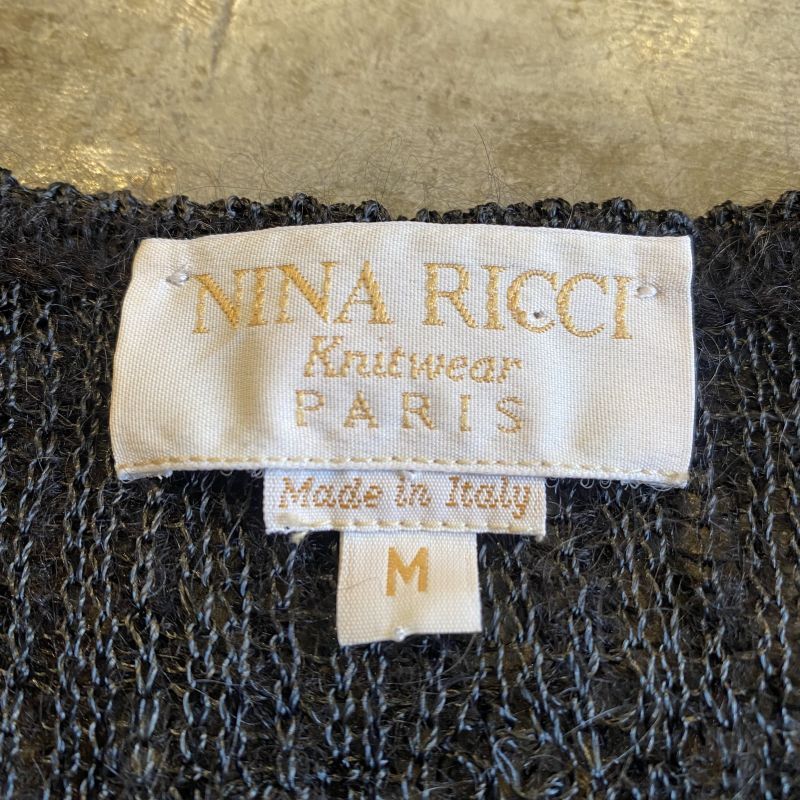 NINA RICCI
Knitwear
PARIS
Made in Italy
M